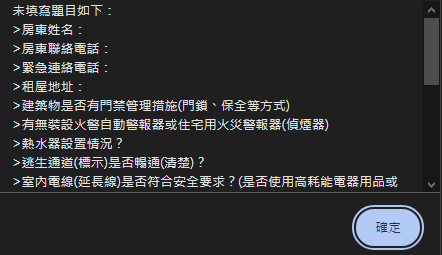 未填寫題目如下：
>房東姓名：
>房東聯絡電話：
>緊急連絡電話：
>租屋地址：
>建築物是否有門禁管理措施(門鎖、保全等方式)
>有無裝設火警自動警報器或住宅用火災警報器(偵煙器)
>熱水器設置情況？
>逃生通道(標示)是否暢通(清楚)？
>室內電線(延長線)是否符合安全要求？(是否使用高耗能電器用品或
確定